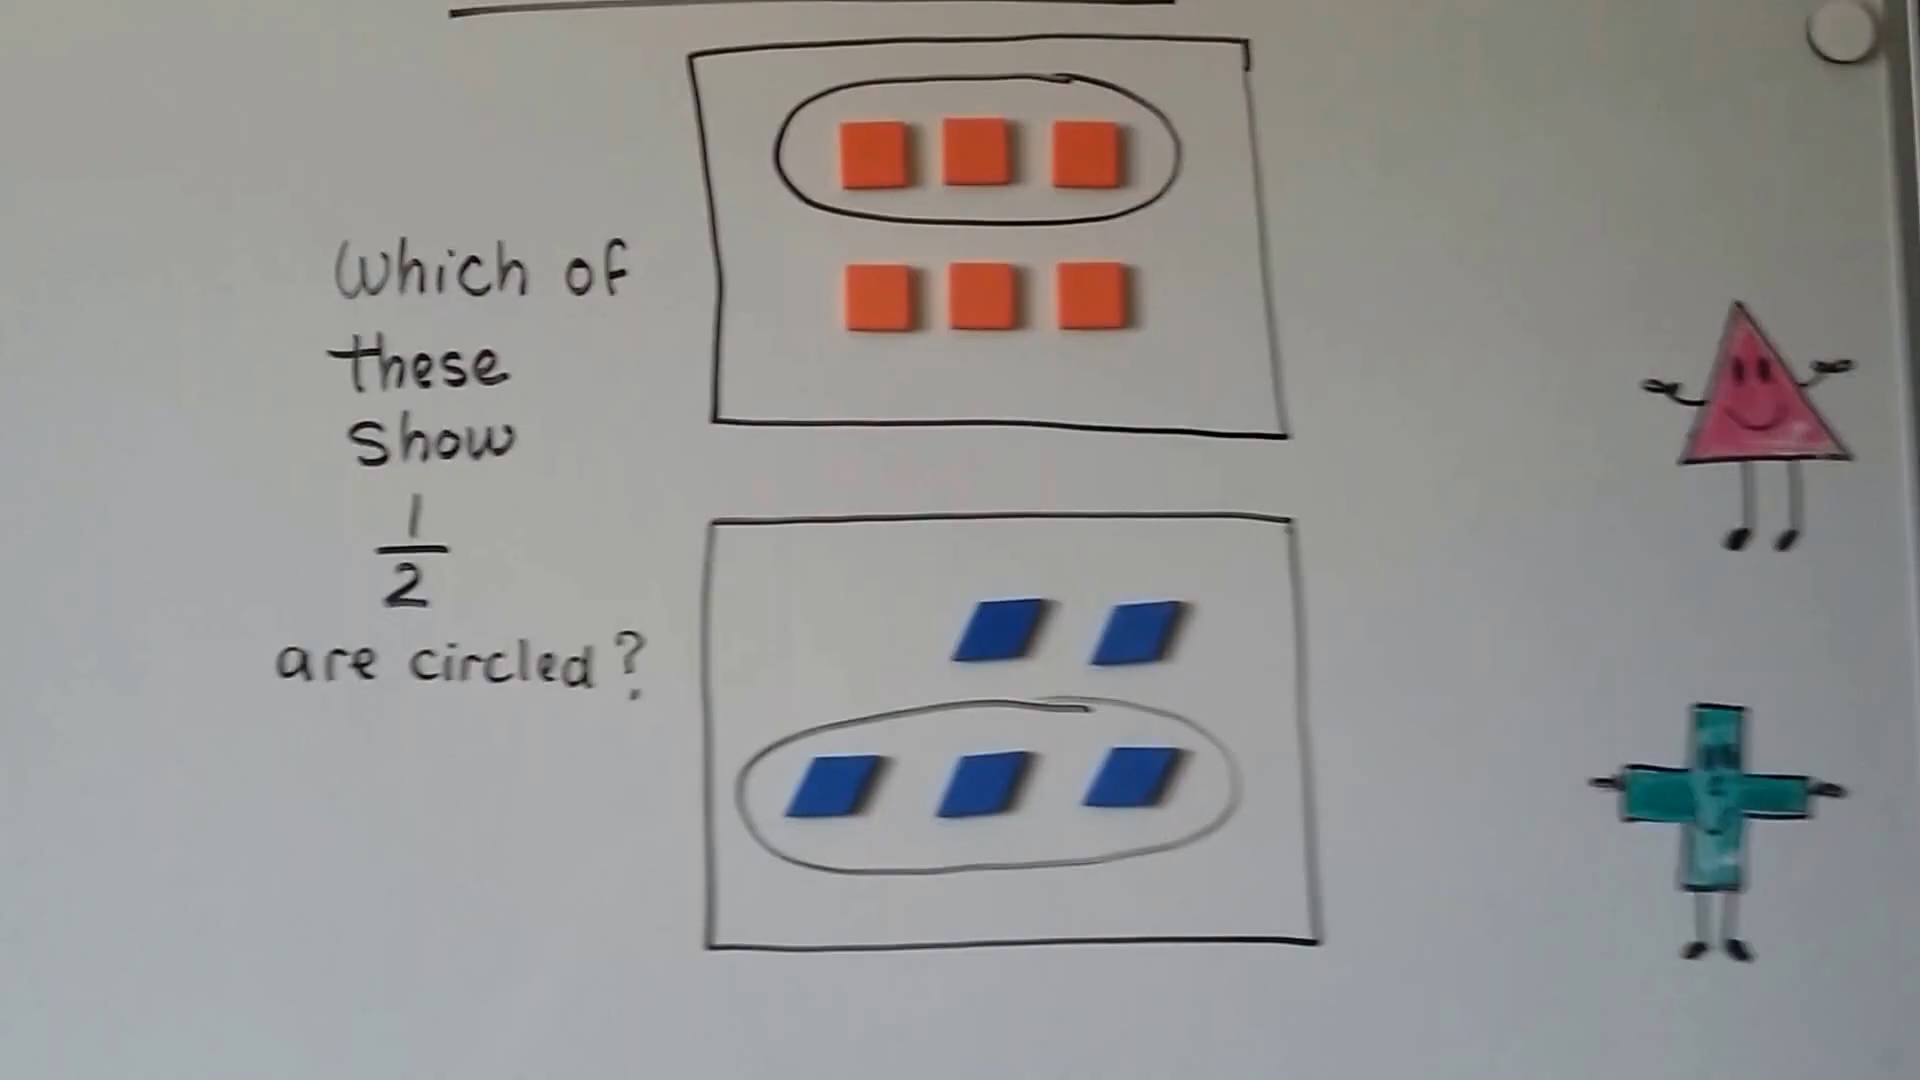 Which of
these
show
1
2
are circled?